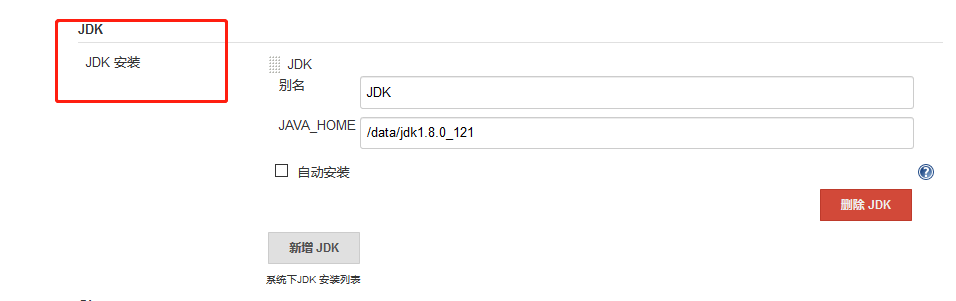 JDK
JDK 安装
JDK
别名
JDK
JAVA_HOME
/data/jdk1.8.0_121
自动安装
删除 JDK
新增 JDK
系统下JDK 安装列表